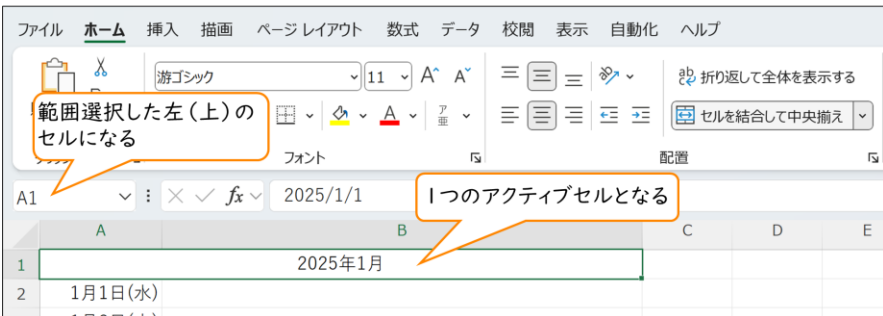 ファイル ホーム 挿入 描画 ページ レイアウト 数式 データ 校閲 表示 自動化 ヘルプ
游ゴシック 11 A^ A˅ ab 折り返して全体を表示する
範囲選択した左(上)の
セルになる
A ア亜 セルを結合して中央揃え
フォント 配置
A1 fx 2025/1/1
1つのアクティブセルとなる
A B C D E
1 2025年1月
2 1月1日(水)